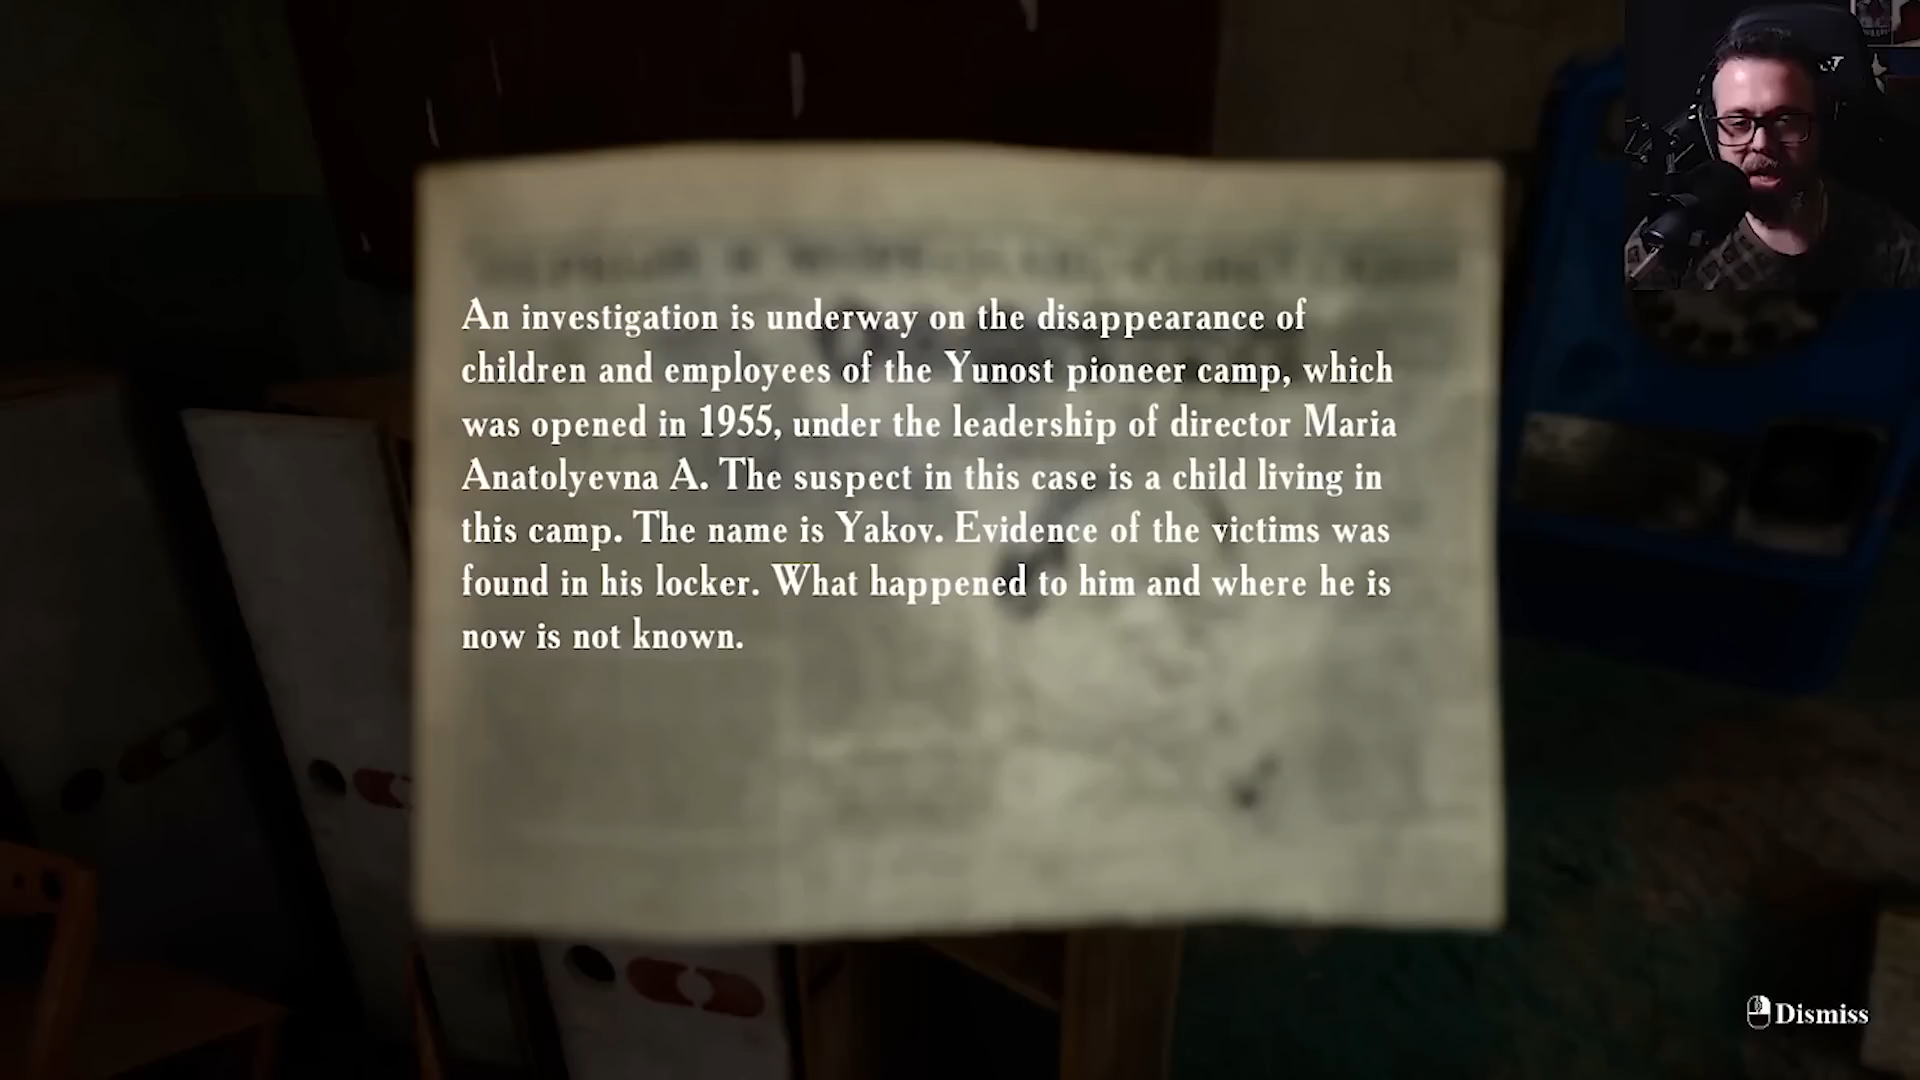 An investigation is underway on the disappearance of
children and employees of the Yunost pioneer camp, which
was opened in 1955, under the leadership of director Maria
Anatolyevna A. The suspect in this case is a child living in
this camp. The name is Yakov. Evidence of the victims was
found in his locker. What happened to him and where he is
now is not known.
Dismiss